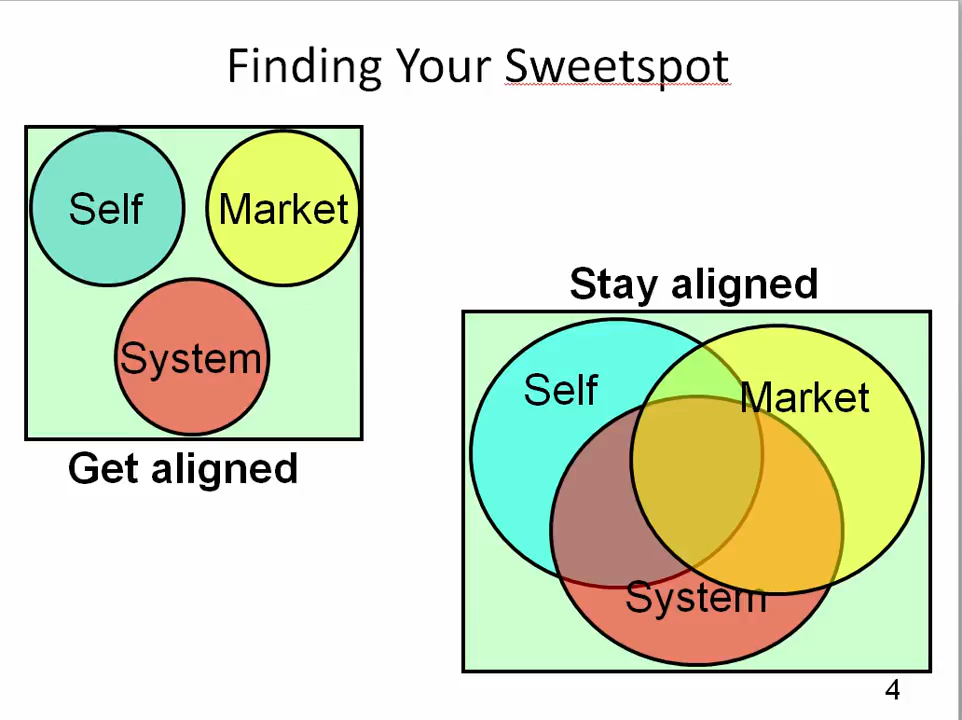 Finding Your Sweetspot
Self
Market
System
Get aligned
Stay aligned
Self
Market
System
4